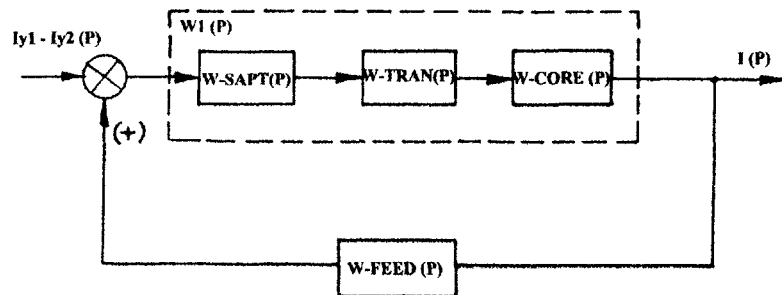 W1 (P)
Iy1 - Iy2 (P)
W-SAPT(P)
W-TRAN(P)
W-CORE (P)
I (P)
(+)
W-FEED (P)